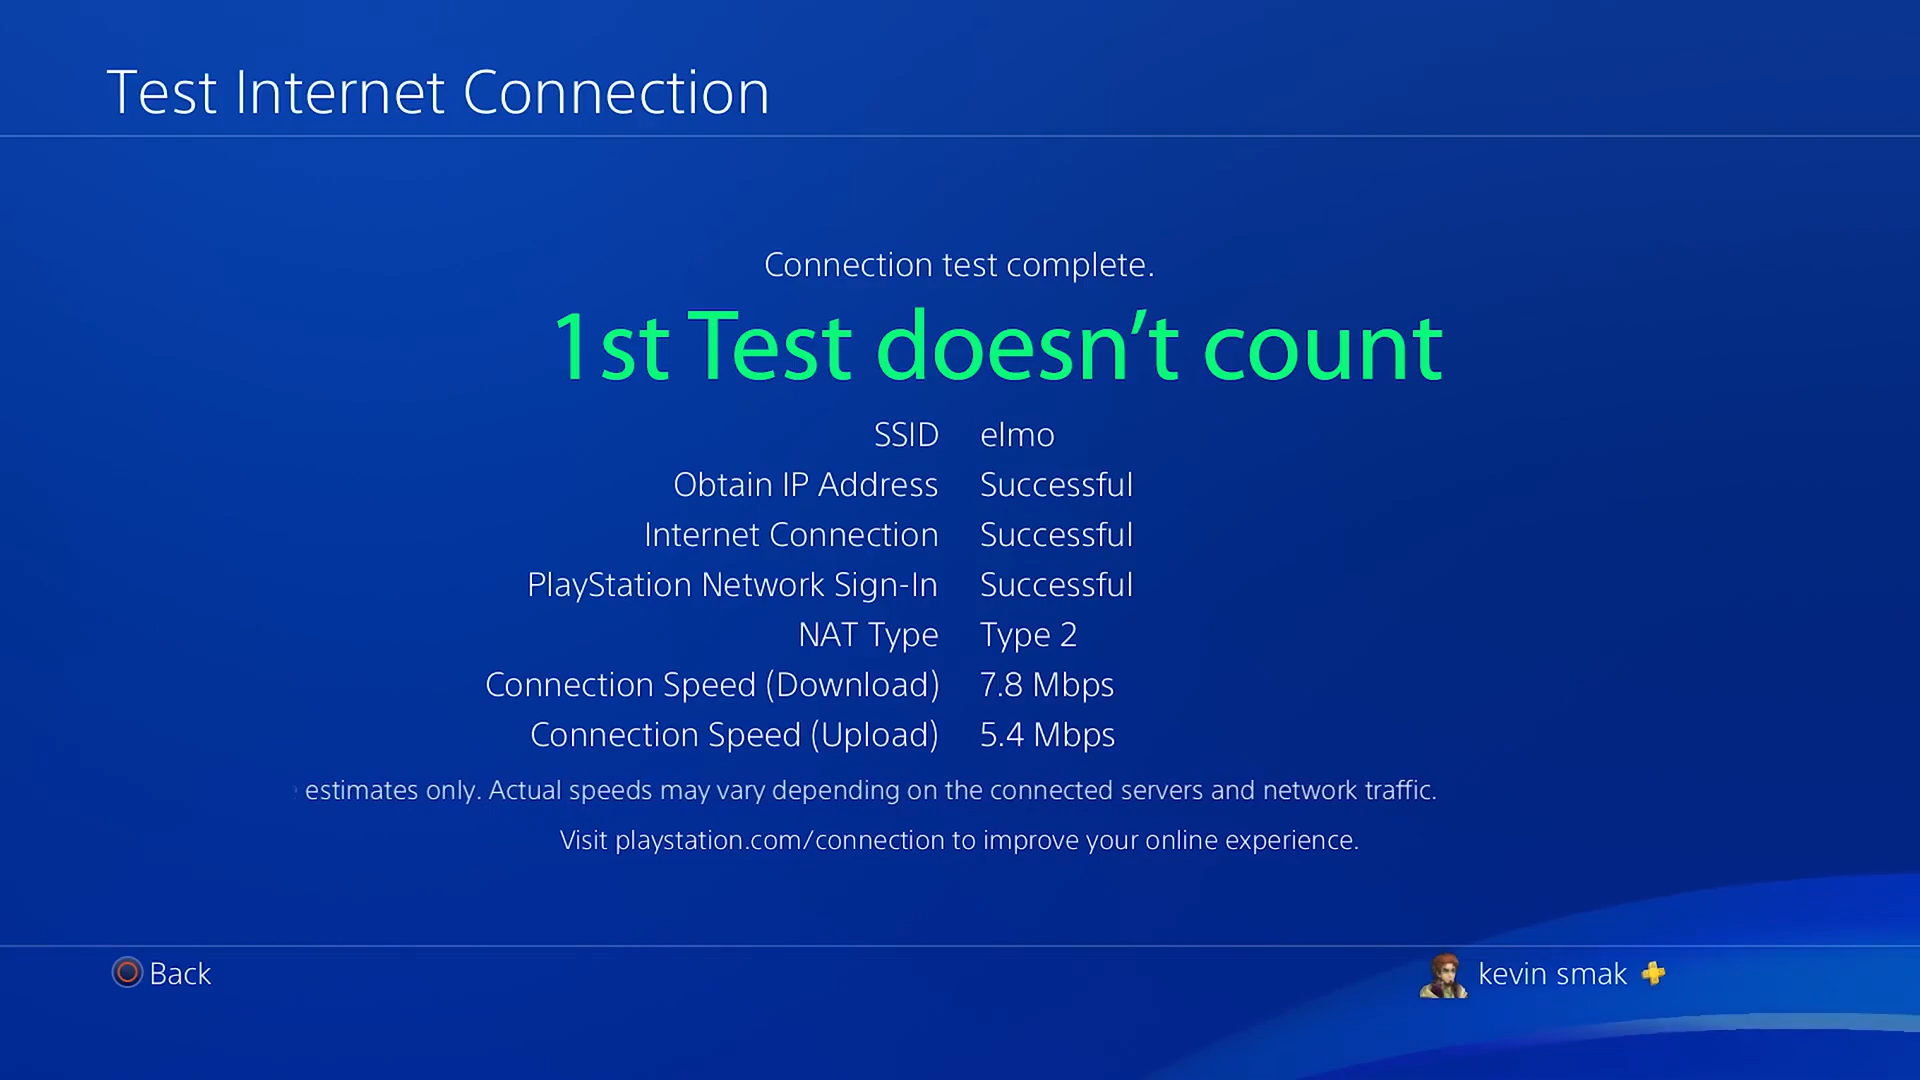 Test Internet Connection
Connection test complete.
1st Test doesn’t count
SSID elmo
Obtain IP Address Successful
Internet Connection Successful
PlayStation Network Sign-In Successful
NAT Type Type 2
Connection Speed (Download) 7.8 Mbps
Connection Speed (Upload) 5.4 Mbps
estimates only. Actual speeds may vary depending on the connected servers and network traffic.
Visit playstation.com/connection to improve your online experience.
Back
kevin smak